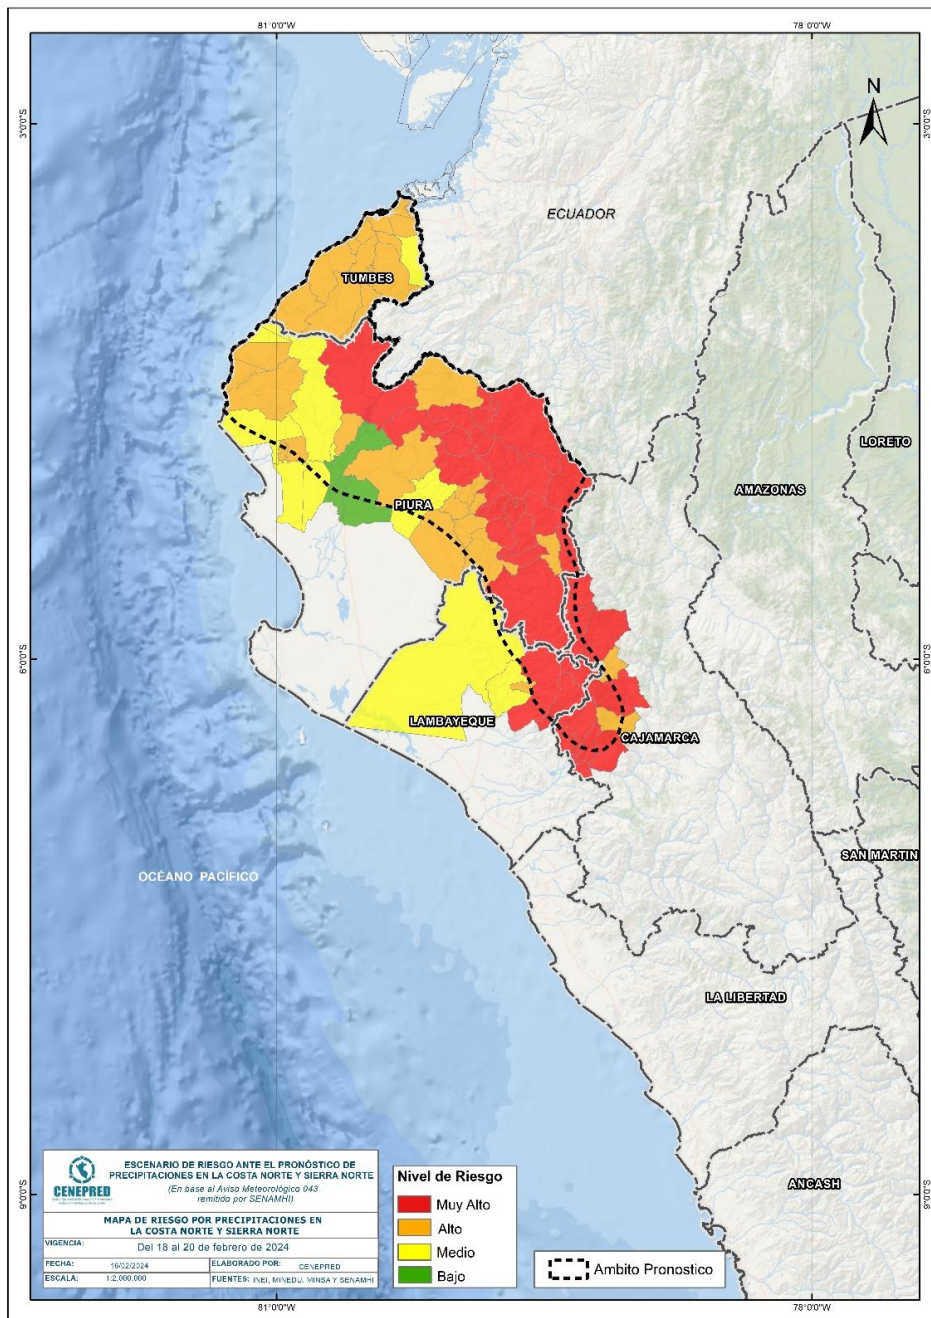 81°0'0"W
78°0'0"W
N
3°0'0"S
3°0'0"S
ECUADOR
TUMBES
LORETO
AMAZONAS
PIURA
6°0'0"S
6°0'0"S
LAMBAYEQUE
CAJAMARCA
SAN MARTIN
OCÉANO PACÍFICO
LA LIBERTAD
ANCASH
9°0'0"S
9°0'0"S
CENEPRED
ESCENARIO DE RIESGO ANTE EL PRONÓSTICO DE
PRECIPITACIONES EN LA COSTA NORTE Y SIERRA NORTE
(En base al Aviso Meteorológico 043
remitido por SENAMHI)
MAPA DE RIESGO POR PRECIPITACIONES EN
LA COSTA NORTE Y SIERRA NORTE
VIGENCIA: Del 18 al 20 de febrero de 2024
FECHA: 16/02/2024 ELABORADO POR: CENEPRED
ESCALA: 1:2.000.000 FUENTES: INEI, MINEDU, MINSA Y SENAMHI
Nivel de Riesgo
Muy Alto
Alto
Medio
Bajo
Ambito Pronostico
81°0'0"W
78°0'0"W